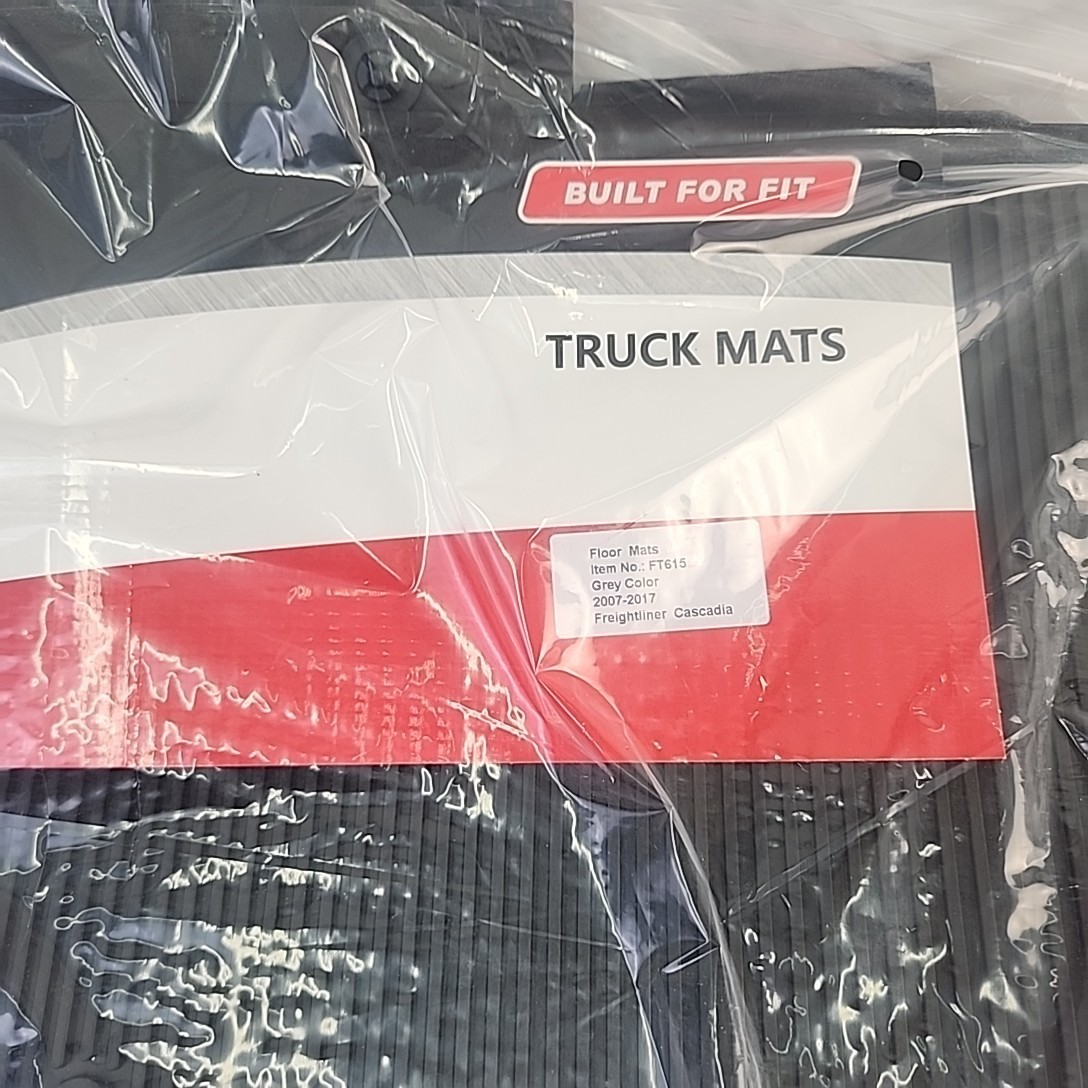 BUILT FOR FIT
TRUCK MATS
Floor Mats
Item No.: FT615
Grey Color
2007-2017
Freightliner Cascadia